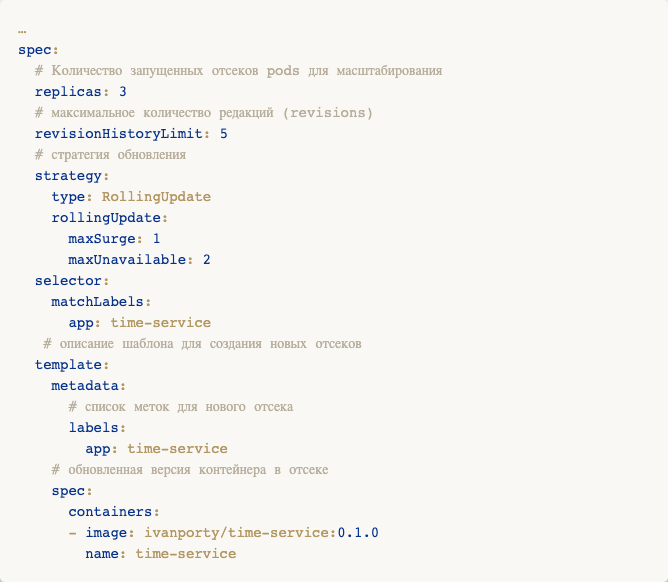 …
spec:
  # Количество запущенных отсеков pods для масштабирования
  replicas: 3
  # максимальное количество редакций (revisions)
  revisionHistoryLimit: 5
  # стратегия обновления
  strategy:
    type: RollingUpdate
    rollingUpdate:
      maxSurge: 1
      maxUnavailable: 2
  selector:
    matchLabels:
      app: time-service
   # описание шаблона для создания новых отсеков
  template:
    metadata:
      # список меток для нового отсека
      labels:
        app: time-service
    # обновленная версия контейнера в отсеке
    spec:
      containers:
      - image: ivanporty/time-service:0.1.0
        name: time-service